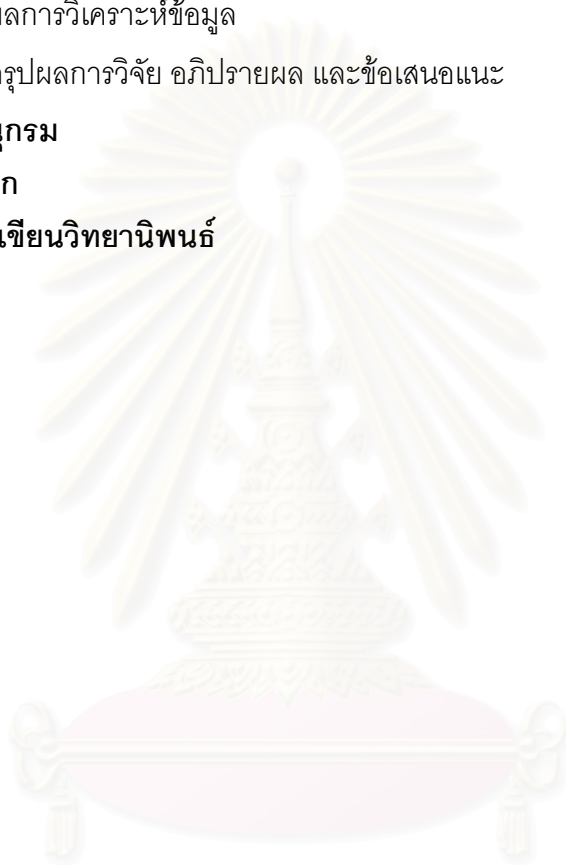 ผลการวิเคราะห์ข้อมูล
รุปผลการวิจัย อภิปรายผล และข้อเสนอแนะ
นุกรม
ก
เขียนวิทยานิพนธ์